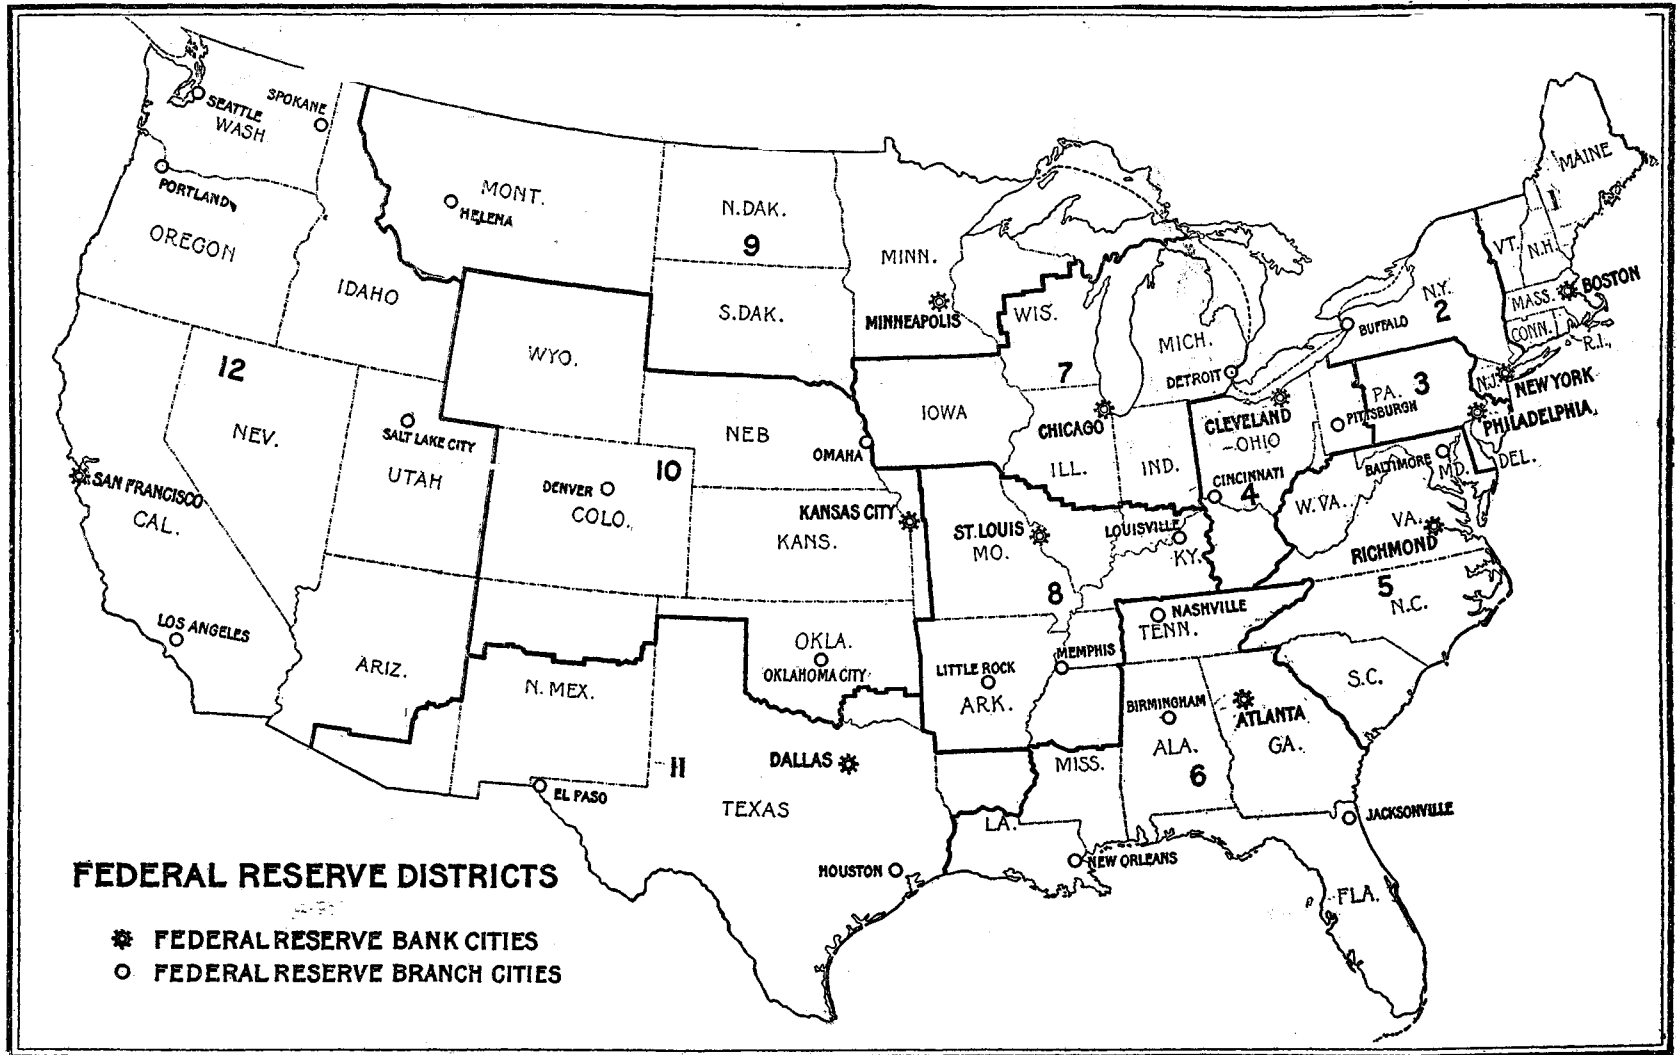 SEATTLE
SPOKANE
WASH
PORTLAND
OREGON
IDAHO
MONT.
HELENA
N.DAK.
9
S.DAK.
MINN.
MINNEAPOLIS
WIS.
MICH.
DETROIT
7
MAINE
1
VT.
N.H.
MASS.
BOSTON
CONN.
R.I.
N.Y.
2
BUFFALO
N.J.
NEW YORK
PA.
3
PITTSBURGH
PHILADELPHIA
12
NEV.
SALT LAKE CITY
UTAH
WYO.
SAN FRANCISCO
CAL.
LOS ANGELES
ARIZ.
DENVER
COLO.
10
NEB
OMAHA
IOWA
CHICAGO
ILL.
IND.
CLEVELAND
OHIO
CINCINNATI
4
BALTIMORE
MD.
DEL.
W.VA.
VA.
RICHMOND
5
N.C.
S.C.
KANSAS CITY
KANS.
ST. LOUIS
MO.
8
LOUISVILLE
KY.
NASHVILLE
TENN.
MEMPHIS
LITTLE ROCK
ARK.
OKLA.
OKLAHOMA CITY
N. MEX.
EL PASO
11
DALLAS
TEXAS
HOUSTON
LA.
NEW ORLEANS
MISS.
BIRMINGHAM
ALA.
6
ATLANTA
GA.
JACKSONVILLE
FLA.
FEDERAL RESERVE DISTRICTS
FEDERAL RESERVE BANK CITIES
FEDERAL RESERVE BRANCH CITIES